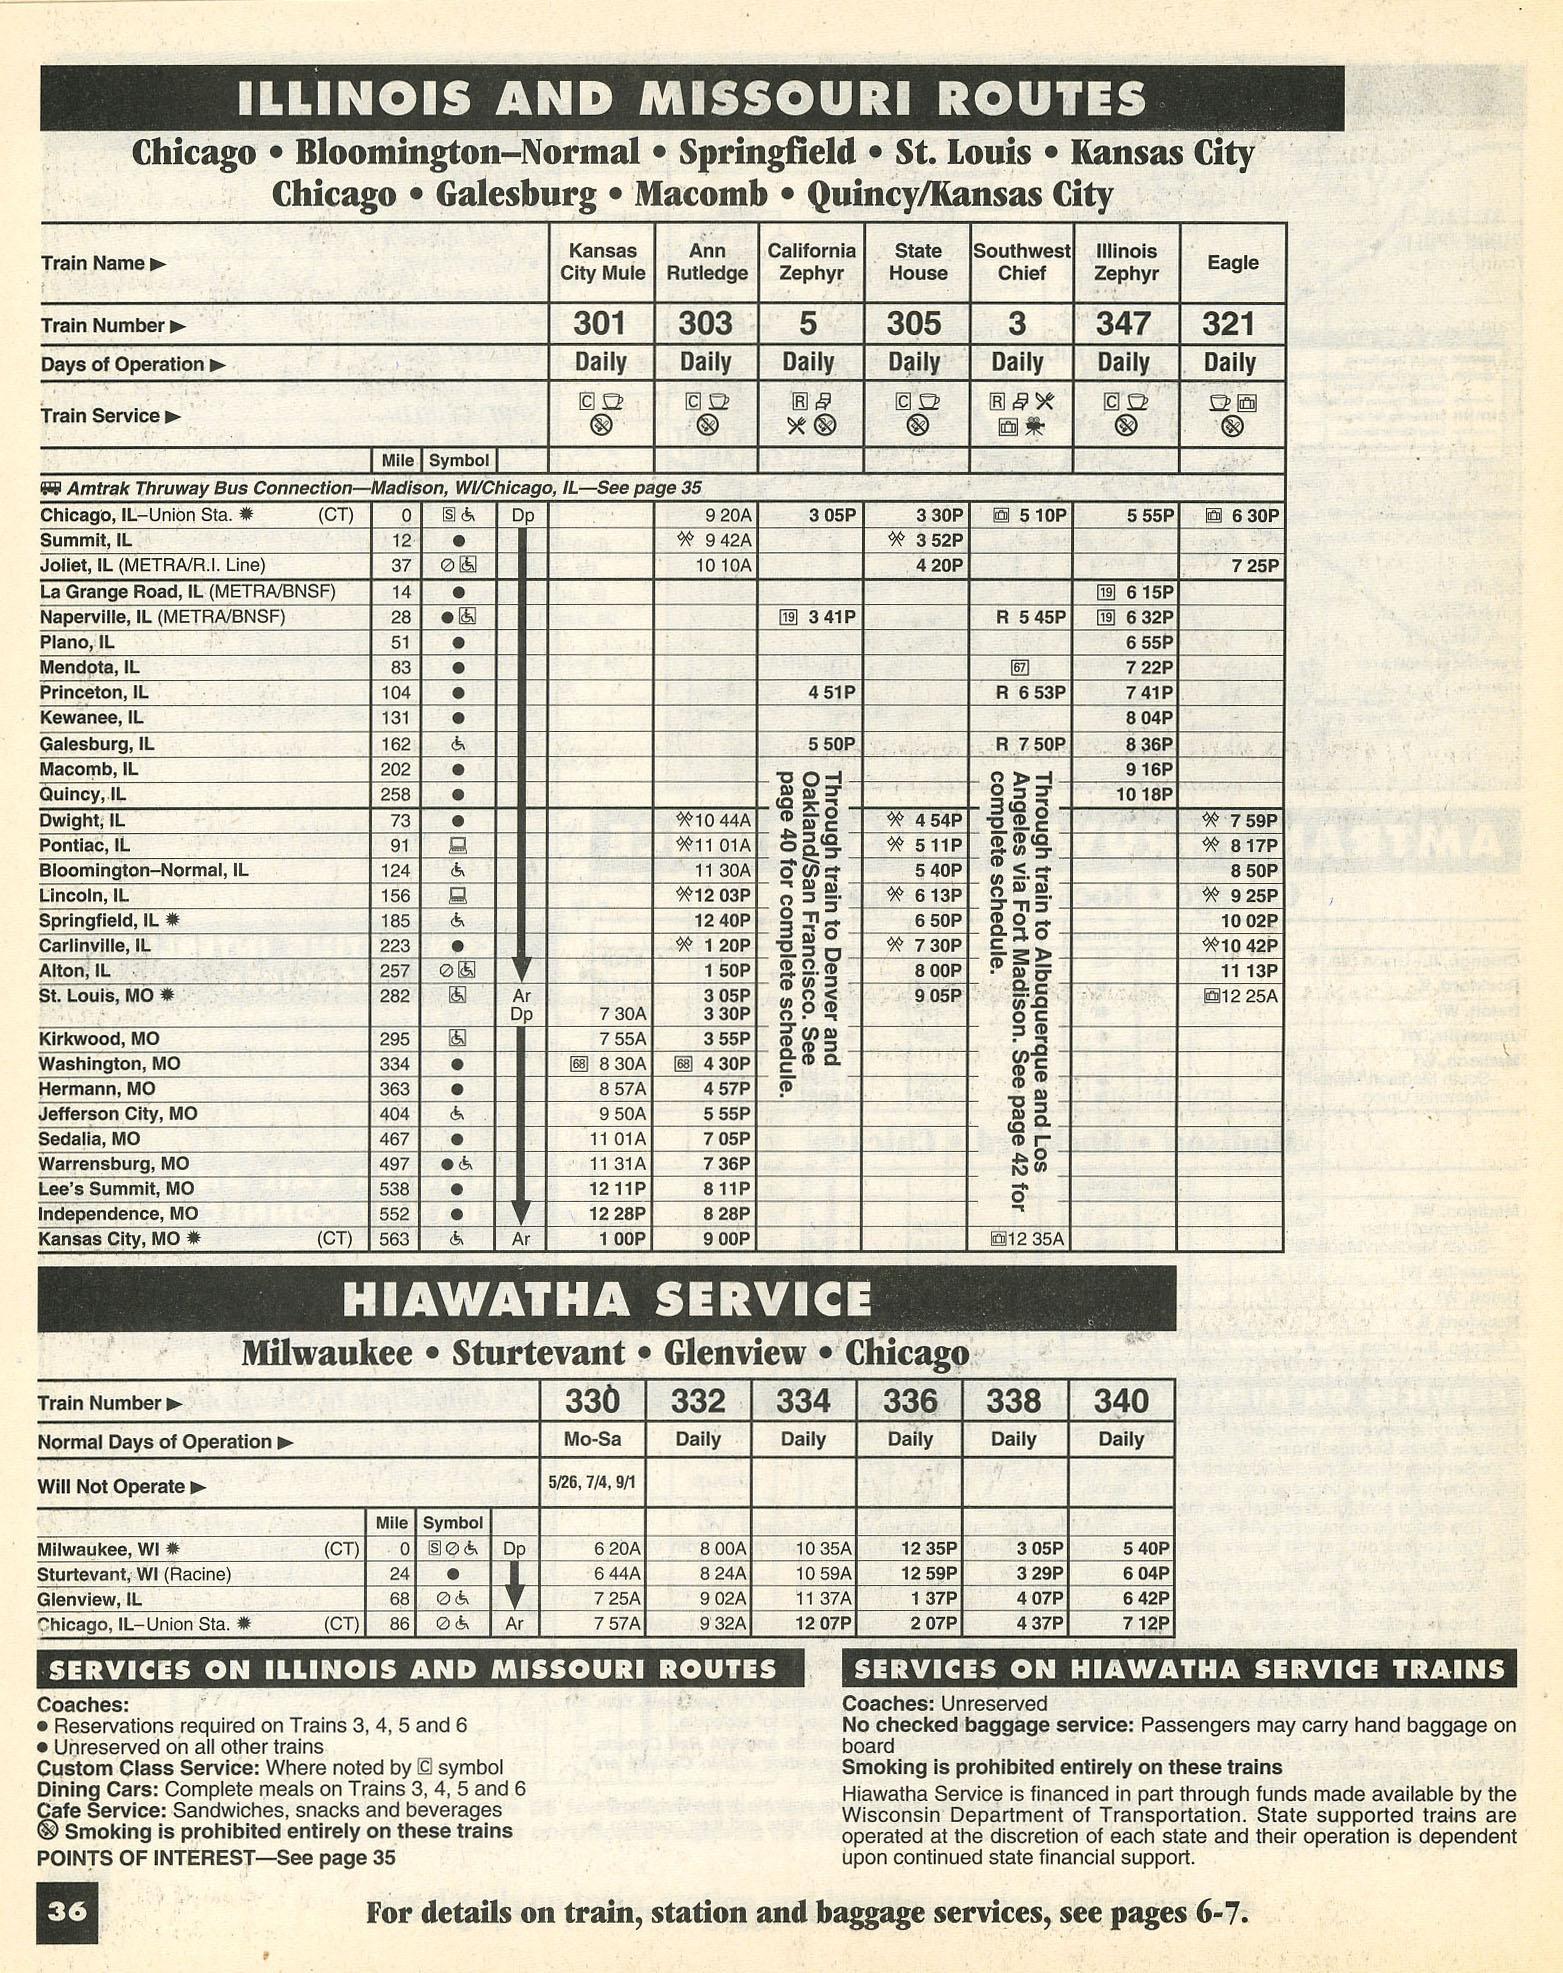 ILLINOIS AND MISSOURI ROUTES
Chicago • Bloomington–Normal • Springfield • St. Louis • Kansas City
Chicago • Galesburg • Macomb • Quincy/Kansas City
Train Name ► Kansas City Mule Ann Rutledge California Zephyr State House Southwest Chief Illinois Zephyr Eagle
Train Number ► 301 303 5 305 3 347 321
Days of Operation ► Daily Daily Daily Daily Daily Daily Daily
Train Service ► C C R C R C
Mile Symbol
Amtrak Thruway Bus Connection—Madison, WI/Chicago, IL—See page 35
Chicago, IL–Union Sta. (CT) 0 S Dp 9 20A 3 05P 3 30P 5 10P 5 55P 6 30P
Summit, IL 12 ● 9 42A 3 52P
Joliet, IL (METRA/R.I. Line) 37 10 10A 4 20P 7 25P
La Grange Road, IL (METRA/BNSF) 14 ● 19 6 15P
Naperville, IL (METRA/BNSF) 28 ● 19 3 41P R 5 45P 19 6 32P
Plano, IL 51 ● 6 55P
Mendota, IL 83 ● 67 7 22P
Princeton, IL 104 ● 4 51P R 6 53P 7 41P
Kewanee, IL 131 ● 8 04P
Galesburg, IL 162 5 50P R 7 50P 8 36P
Macomb, IL 202 ● 9 16P
Quincy, IL 258 ● 10 18P
Dwight, IL 73 ● 10 44A 4 54P 7 59P
Pontiac, IL 91 11 01A 5 11P 8 17P
Bloomington–Normal, IL 124 11 30A 5 40P 8 50P
Lincoln, IL 156 12 03P 6 13P 9 25P
Springfield, IL 185 12 40P 6 50P 10 02P
Carlinville, IL 223 ● 1 20P 7 30P 10 42P
Alton, IL 257 1 50P 8 00P 11 13P
St. Louis, MO 282 Ar 3 05P 9 05P 12 25A
Dp 7 30A 3 30P
Kirkwood, MO 295 7 55A 3 55P
Washington, MO 334 ● 68 8 30A 68 4 30P
Hermann, MO 363 ● 8 57A 4 57P
Jefferson City, MO 404 9 50A 5 55P
Sedalia, MO 467 ● 11 01A 7 05P
Warrensburg, MO 497 ● 11 31A 7 36P
Lee's Summit, MO 538 ● 12 11P 8 11P
Independence, MO 552 ● 12 28P 8 28P
Kansas City, MO (CT) 563 Ar 1 00P 9 00P 12 35A
Through train to Denver and
Oakland/San Francisco. See
page 40 for complete schedule.
Through train to Albuquerque and Los
Angeles via Fort Madison. See page 42 for
complete schedule.
HIAWATHA SERVICE
Milwaukee • Sturtevant • Glenview • Chicago
Train Number ► 330 332 334 336 338 340
Normal Days of Operation ► Mo-Sa Daily Daily Daily Daily Daily
Will Not Operate ► 5/26, 7/4, 9/1
Mile Symbol
Milwaukee, WI (CT) 0 S Dp 6 20A 8 00A 10 35A 12 35P 3 05P 5 40P
Sturtevant, WI (Racine) 24 ● 6 44A 8 24A 10 59A 12 59P 3 29P 6 04P
Glenview, IL 68 7 25A 9 02A 11 37A 1 37P 4 07P 6 42P
Chicago, IL–Union Sta. (CT) 86 Ar 7 57A 9 32A 12 07P 2 07P 4 37P 7 12P
SERVICES ON ILLINOIS AND MISSOURI ROUTES
Coaches:
● Reservations required on Trains 3, 4, 5 and 6
● Unreserved on all other trains
Custom Class Service: Where noted by C symbol
Dining Cars: Complete meals on Trains 3, 4, 5 and 6
Cafe Service: Sandwiches, snacks and beverages
Smoking is prohibited entirely on these trains
POINTS OF INTEREST—See page 35
SERVICES ON HIAWATHA SERVICE TRAINS
Coaches: Unreserved
No checked baggage service: Passengers may carry hand baggage on
board
Smoking is prohibited entirely on these trains
Hiawatha Service is financed in part through funds made available by the
Wisconsin Department of Transportation. State supported trains are
operated at the discretion of each state and their operation is dependent
upon continued state financial support.
36
For details on train, station and baggage services, see pages 6-7.